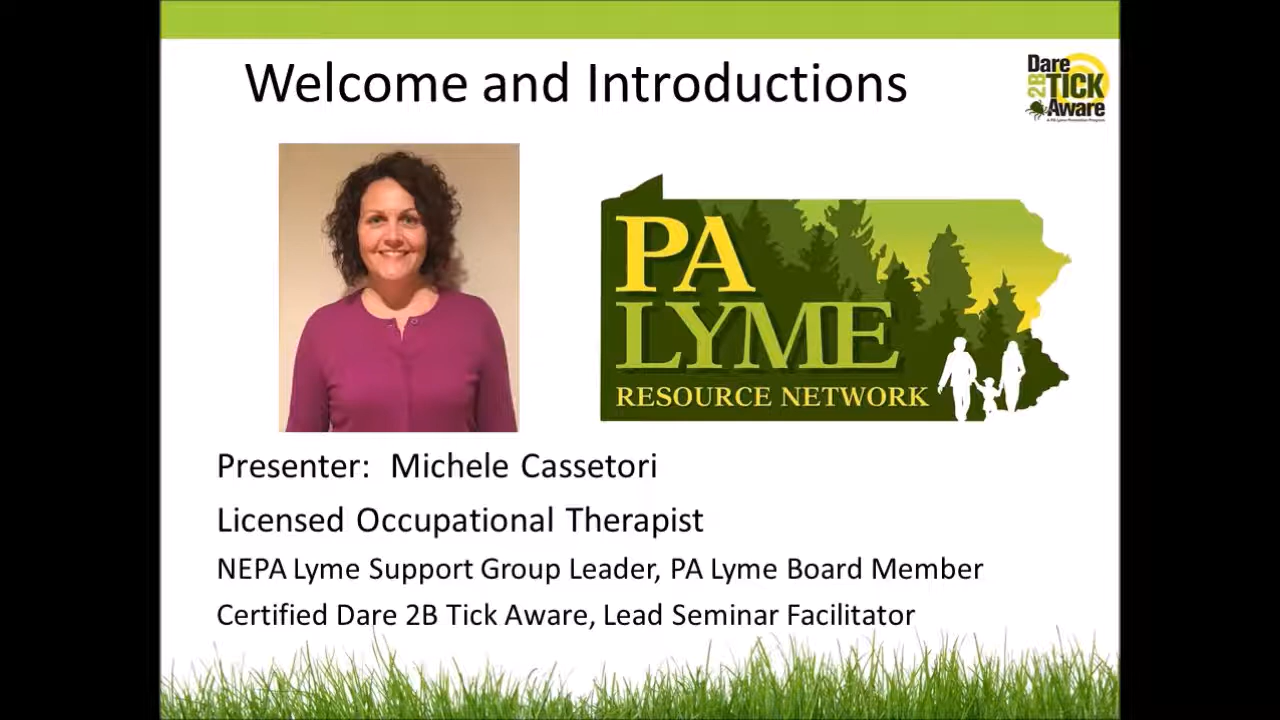 Welcome and Introductions
Dare
2B TICK
Aware
PA
LYME
RESOURCE NETWORK
Presenter: Michele Cassetori
Licensed Occupational Therapist
NEPA Lyme Support Group Leader, PA Lyme Board Member
Certified Dare 2B Tick Aware, Lead Seminar Facilitator